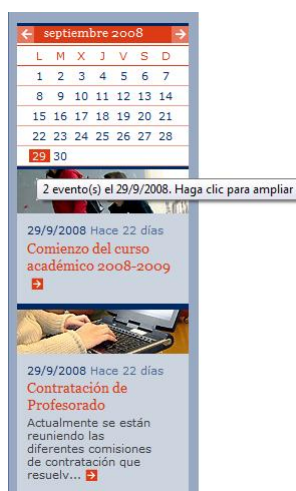 septiembre 2008
L M X J V S D
1 2 3 4 5 6 7
8 9 10 11 12 13 14
15 16 17 18 19 20 21
22 23 24 25 26 27 28
29 30
2 evento(s) el 29/9/2008. Haga clic para ampliar
29/9/2008 Hace 22 días
Comienzo del curso
académico 2008-2009
29/9/2008 Hace 22 días
Contratación de
Profesorado
Actualmente se están
reuniendo las
diferentes comisiones
de contratación que
resuelv...